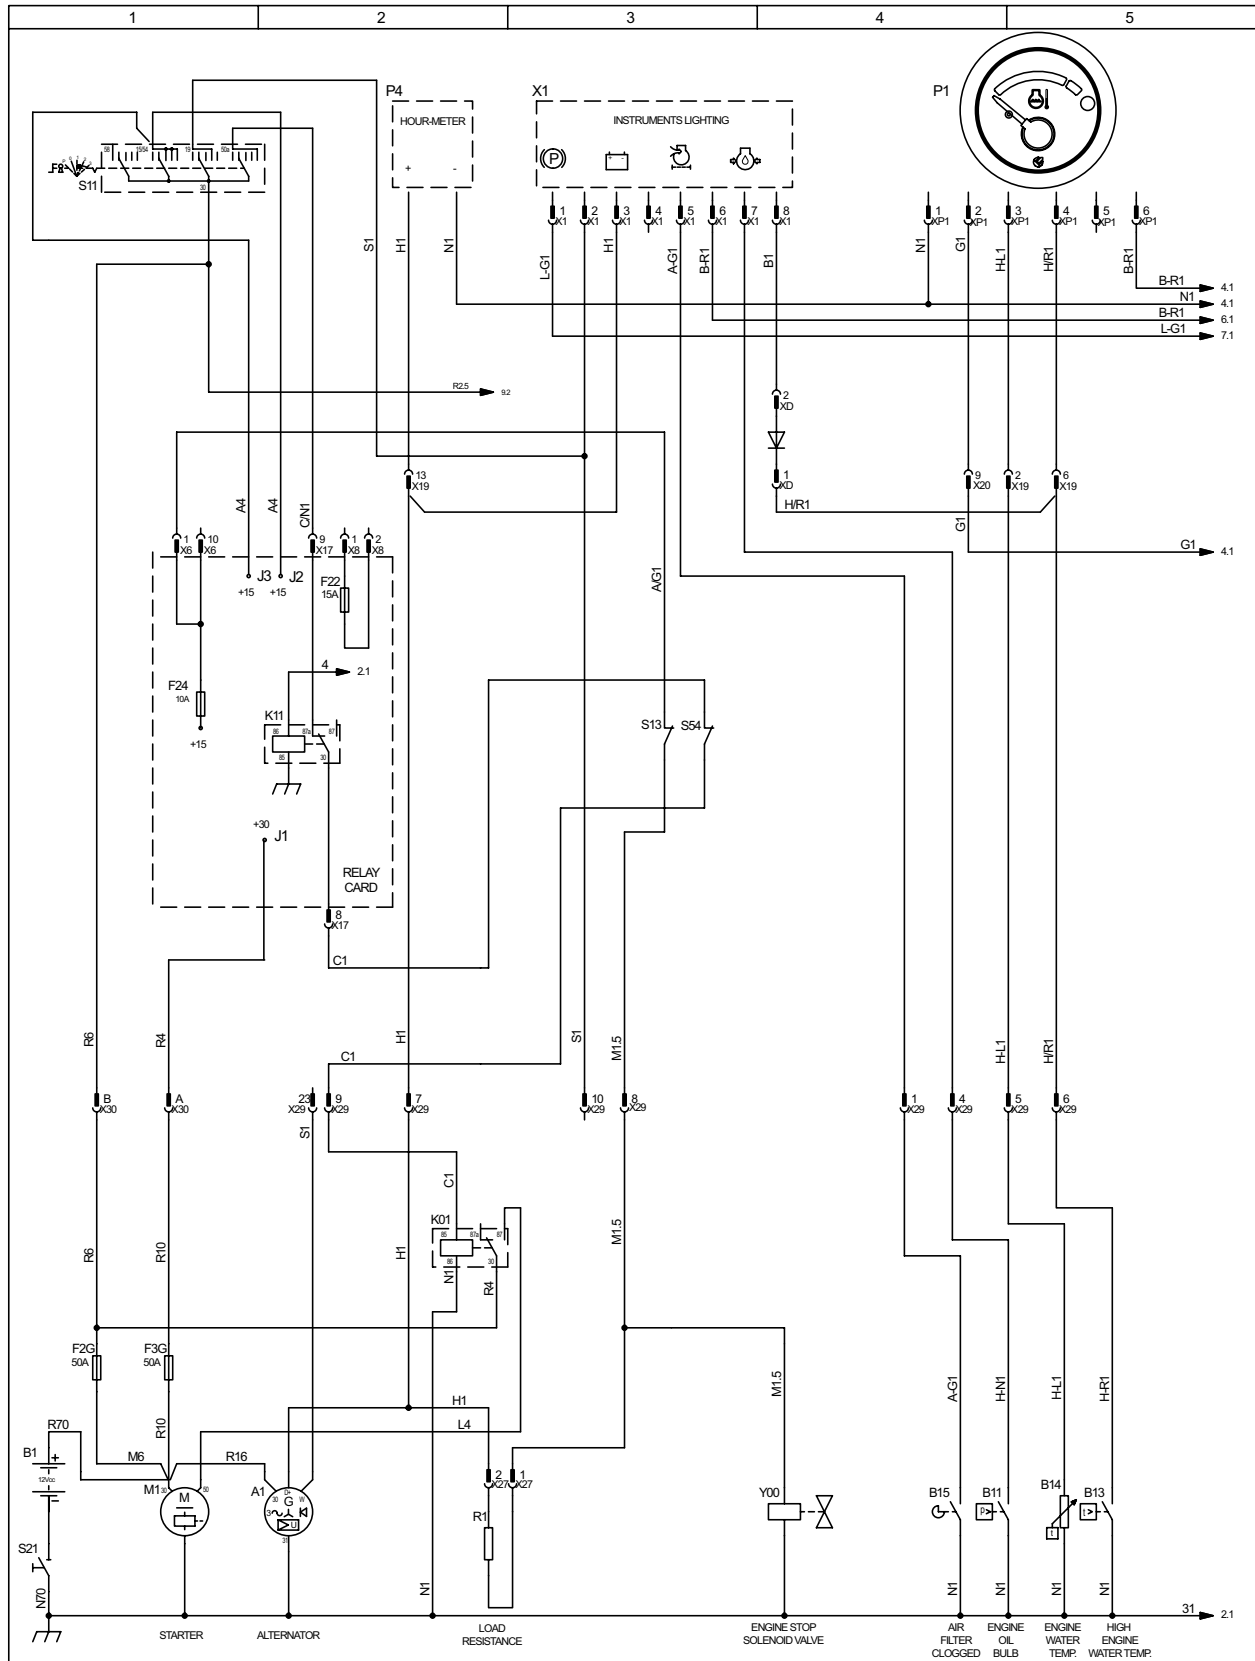 1 2 3 4 5
P4
HOUR-METER
+ -
X1
INSTRUMENTS LIGHTING
P
+ -
P1
58 15/54 19 50a
30
S11
1 X1
2 X1
3 X1
4 X1
5 X1
6 X1
7 X1
8 X1
1 XP1
2 XP1
3 XP1
4 XP1
5 XP1
6 XP1
S1 H1 N1 L-G1 H1 A-G1 B-R1 B1 N1 G1 H-L1 H/R1 B-R1
B-R1 4.1
N1 4.1
B-R1 6.1
L-G1 7.1
R2.5 9.2
2 XD
1 XD
13 X19
9 X20
2 X19
6 X19
H/R1
A4 A4 C/N1
G1
G1 4.1
1 X6
10 X6
9 X17
1 X8
2 X8
J3 J2
+15 +15
F22
15A
A/G1
4 2.1
F24
10A
+15
K11
86 87a 87
85 30
S13 S54
+30
J1
RELAY
CARD
8 X17
C1
R6 R4 H1 S1 M1.5 H-L1 H/R1
C1
B X30
A X30
23 X29
9 X29
7 X29
10 X29
8 X29
1 X29
4 X29
5 X29
6 X29
S1
C1
K01
85 87a 87
86 30
R6 R10 H1 N1 R4 M1.5
F2G
50A
F3G
50A
M1.5 A-G1 H-N1 H-L1 H-R1
H1
L4
R70 R10
M6 R16
B1
+
12Vcc
-
M1
30 50
M
A1
30 D+ W
G
3
U
31
2 X27
1 X27
R1
Y00
B15 B11 B14 B13
P>
t
t>
S21
N70 N1 N1 N1 N1 N1
31 2.1
STARTER
ALTERNATOR
LOAD
RESISTANCE
ENGINE STOP
SOLENOID VALVE
AIR
FILTER
CLOGGED
ENGINE
OIL
BULB
ENGINE
WATER
TEMP.
HIGH
ENGINE
WATER TEMP.